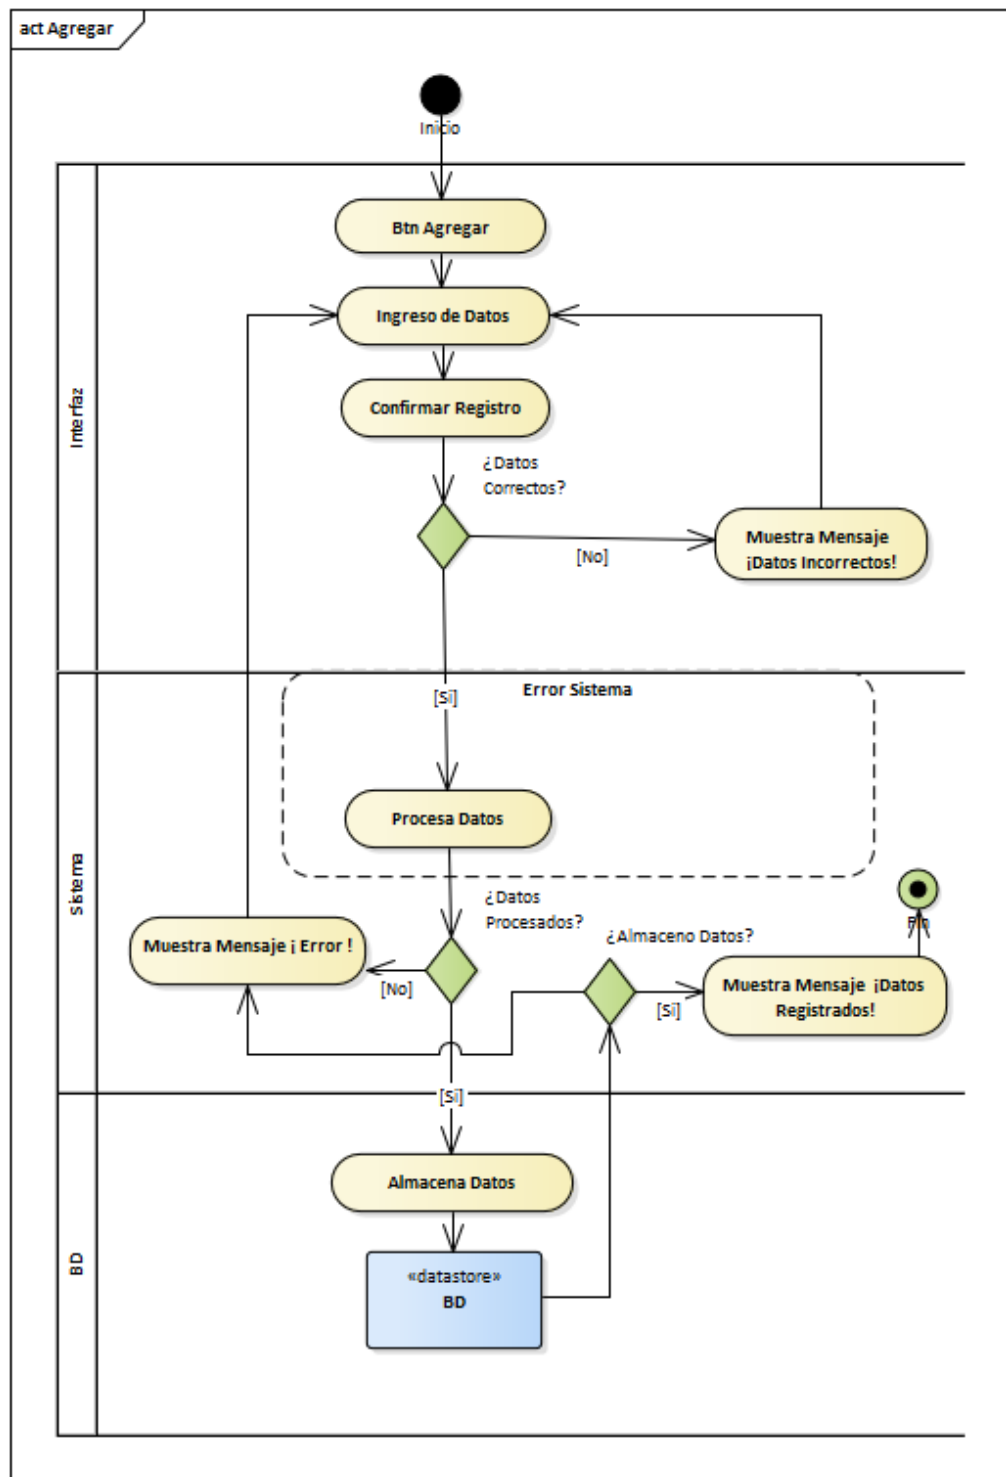 act Agregar
Inicio
Interfaz
Btn Agregar
Ingreso de Datos
Confirmar Registro
¿Datos
Correctos?
[No]
Muestra Mensaje
¡Datos Incorrectos!
Sistema
[Si]
Error Sistema
Procesa Datos
¿Datos
Procesados?
Fin
¿Almaceno Datos?
Muestra Mensaje ¡ Error !
[No]
[Si]
Muestra Mensaje ¡Datos
Registrados!
[Si]
BD
Almacena Datos
«datastore»
BD